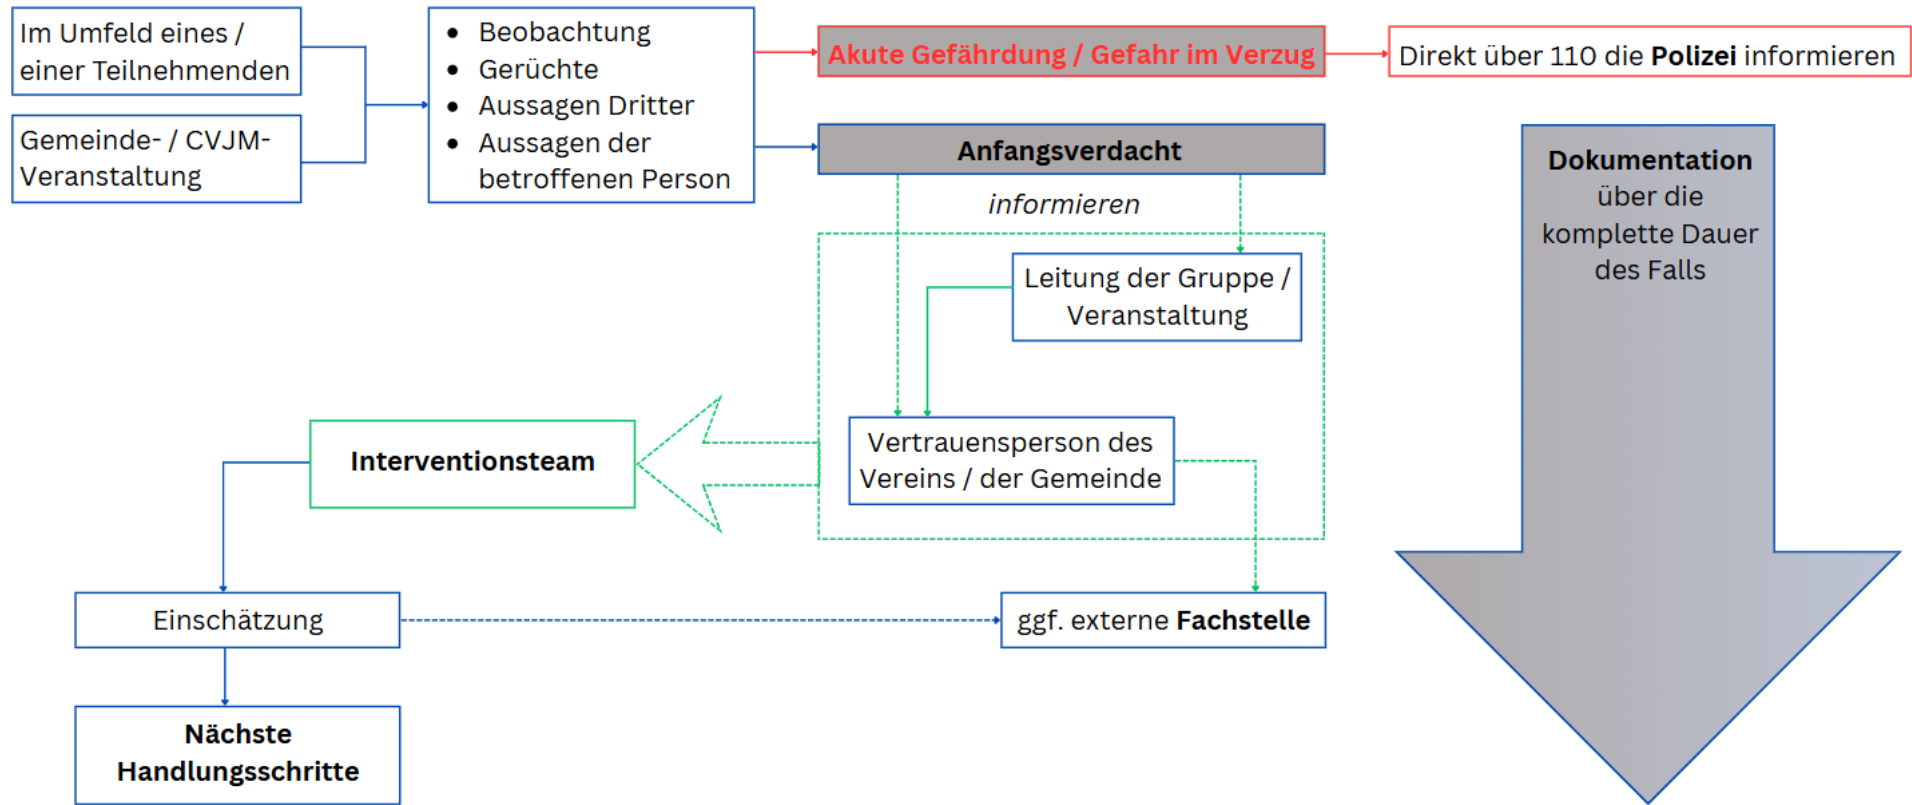 Im Umfeld eines /
einer Teilnehmenden
Gemeinde- / CVJM-
Veranstaltung
• Beobachtung
• Gerüchte
• Aussagen Dritter
• Aussagen der
betroffenen Person
Akute Gefährdung / Gefahr im Verzug
Direkt über 110 die Polizei informieren
Anfangsverdacht
informieren
Leitung der Gruppe /
Veranstaltung
Vertrauensperson des
Vereins / der Gemeinde
Interventionsteam
Einschätzung
ggf. externe Fachstelle
Nächste
Handlungsschritte
Dokumentation
über die
komplette Dauer
des Falls